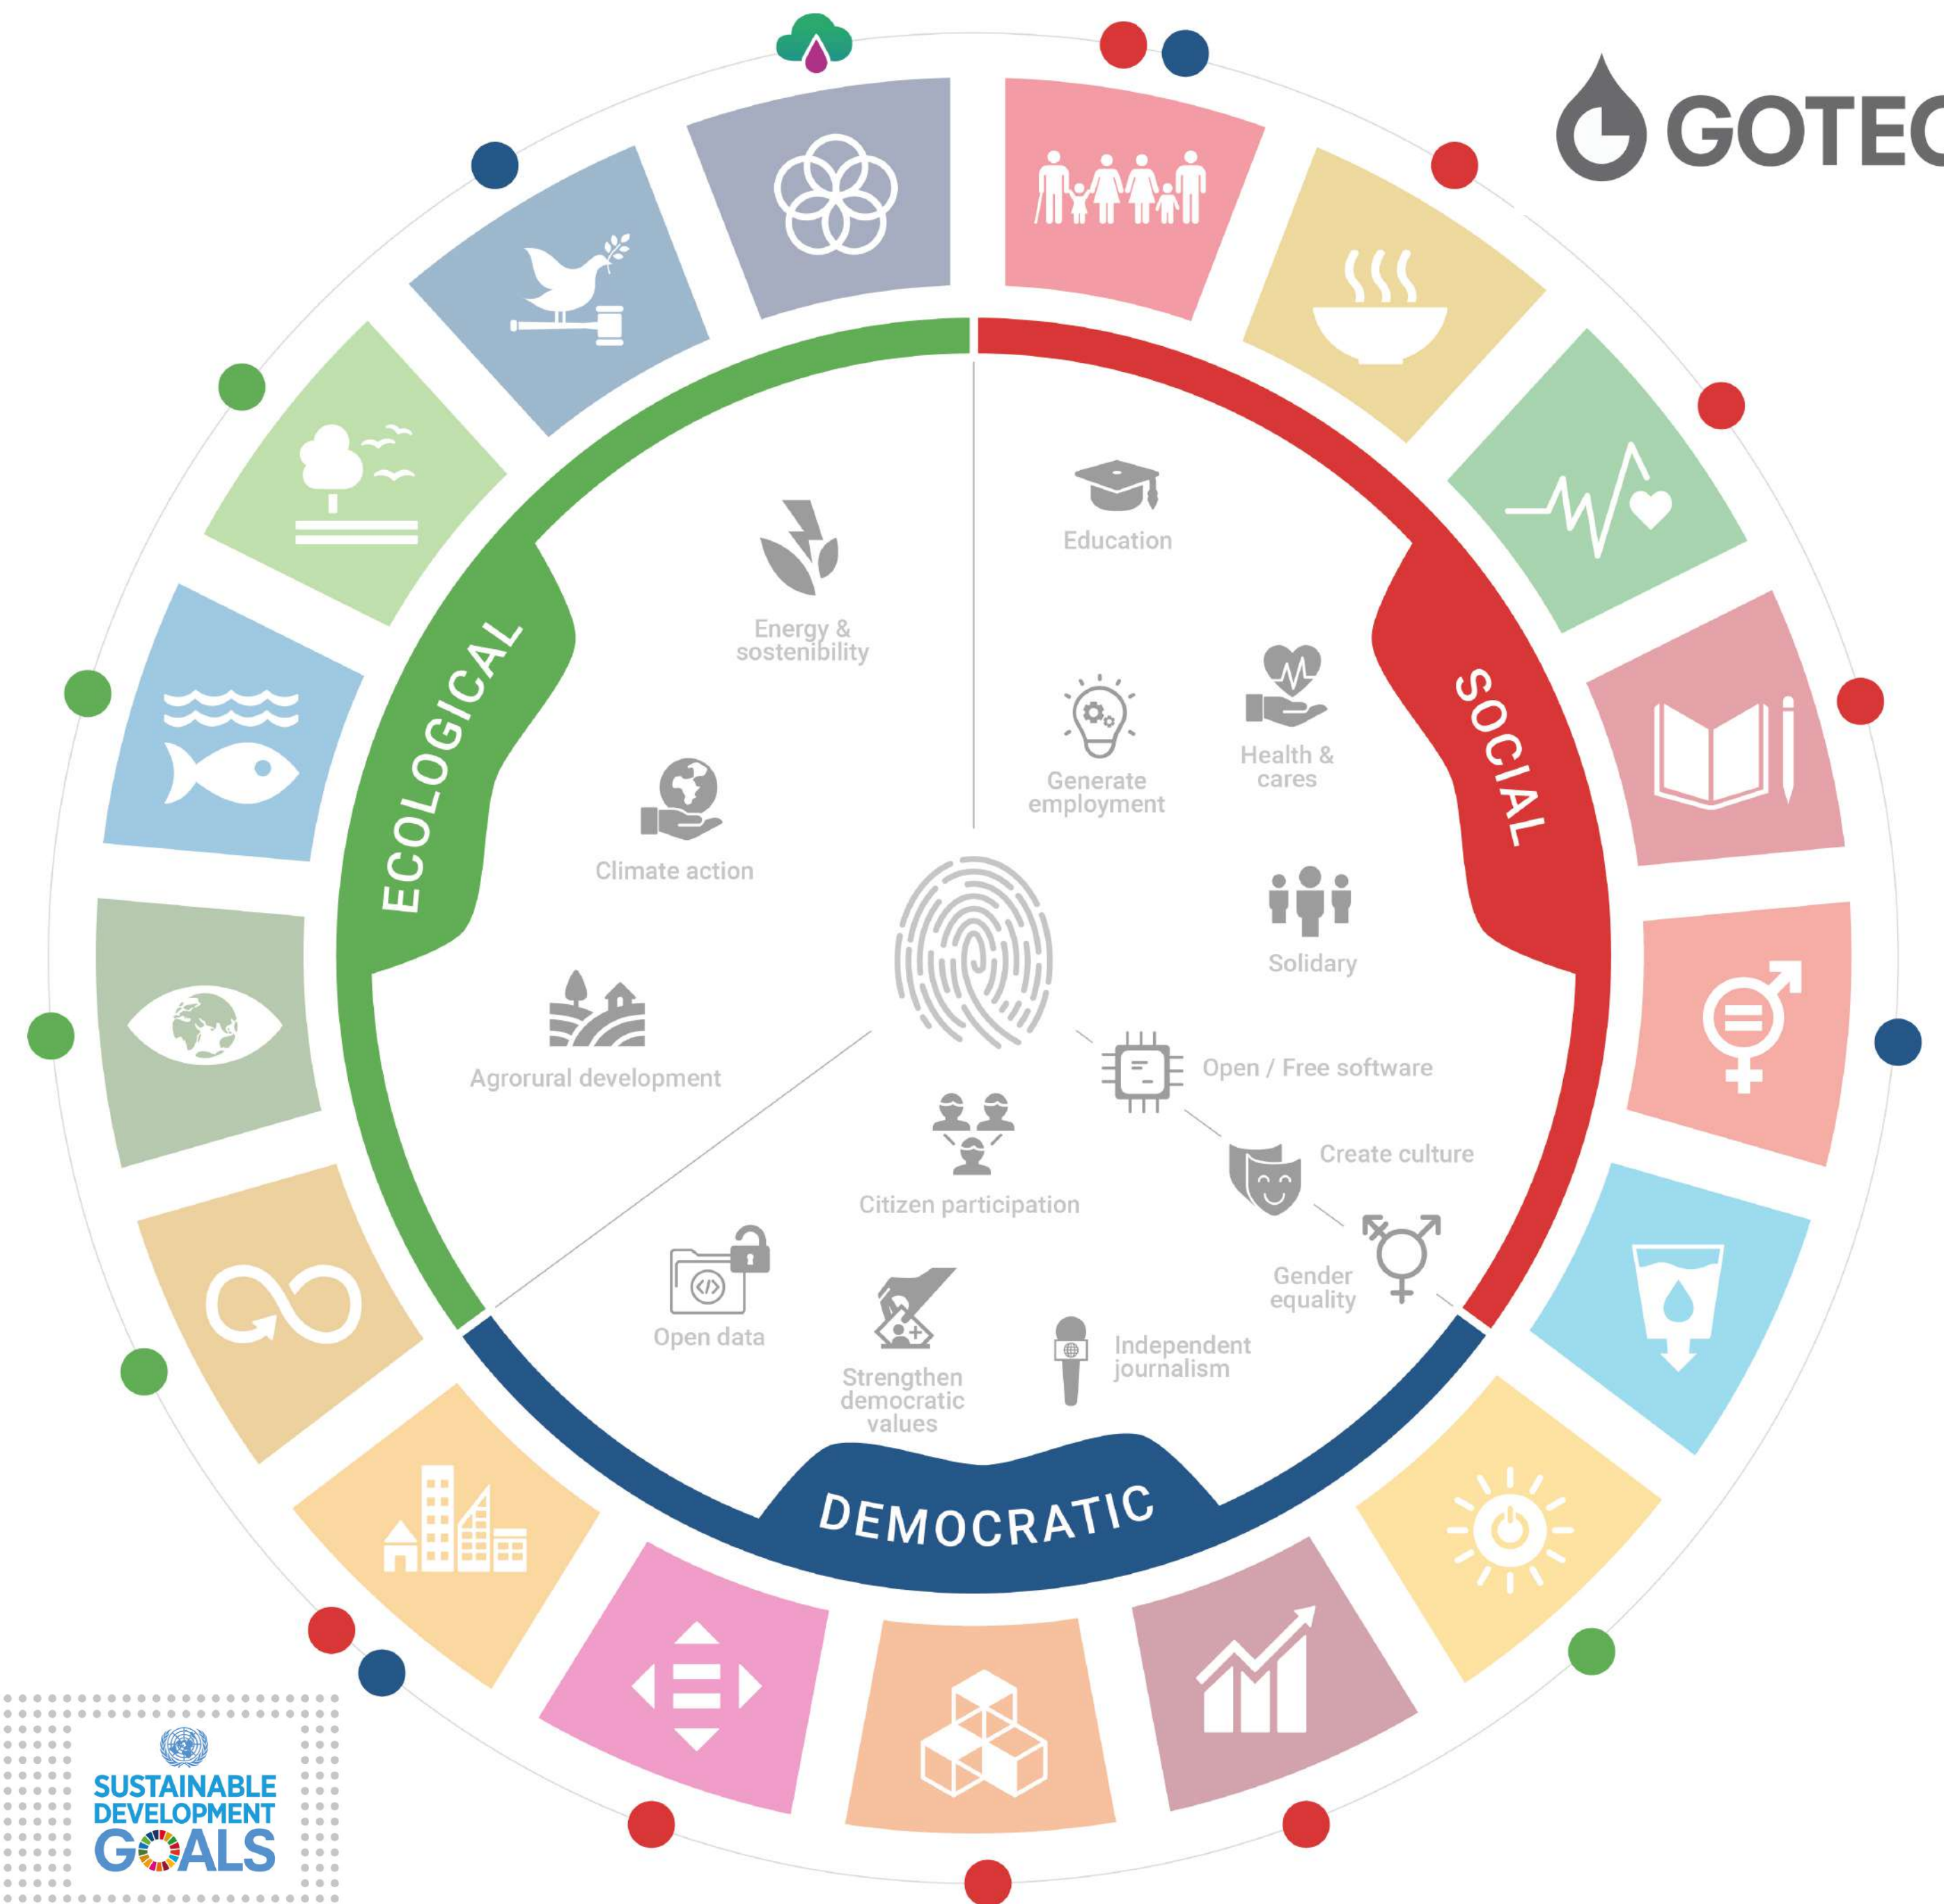 GOTEO
ECOLOGICAL
SOCIAL
DEMOCRATIC
Education
Energy &
sostenibility
Generate
employment
Health &
cares
Climate action
Solidary
Agrorural development
Open / Free software
Create culture
Citizen participation
Gender
equality
Open data
Strengthen
democratic
values
Independent
journalism
SUSTAINABLE
DEVELOPMENT
GOALS